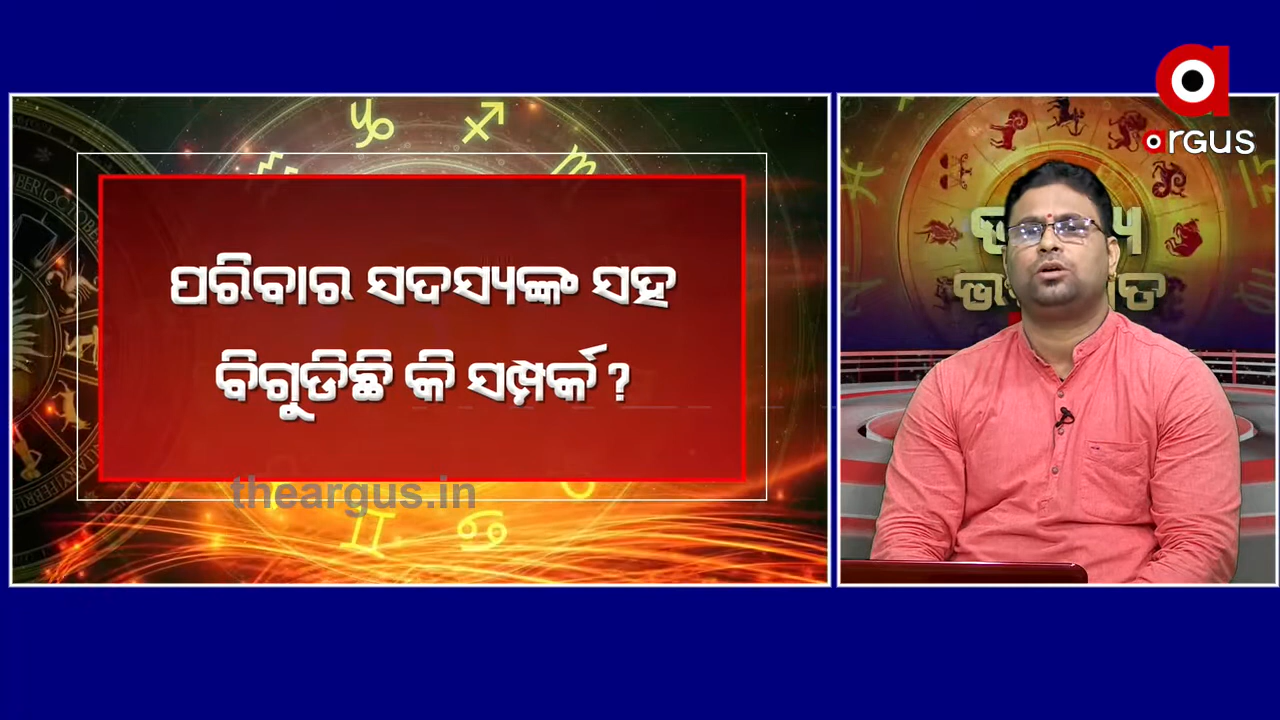 ପରିବାର ସଦସ୍ୟଙ୍କ ସହ
ବିଗୁଡିଛି କି ସମ୍ପର୍କ ?
theargus.in
argus